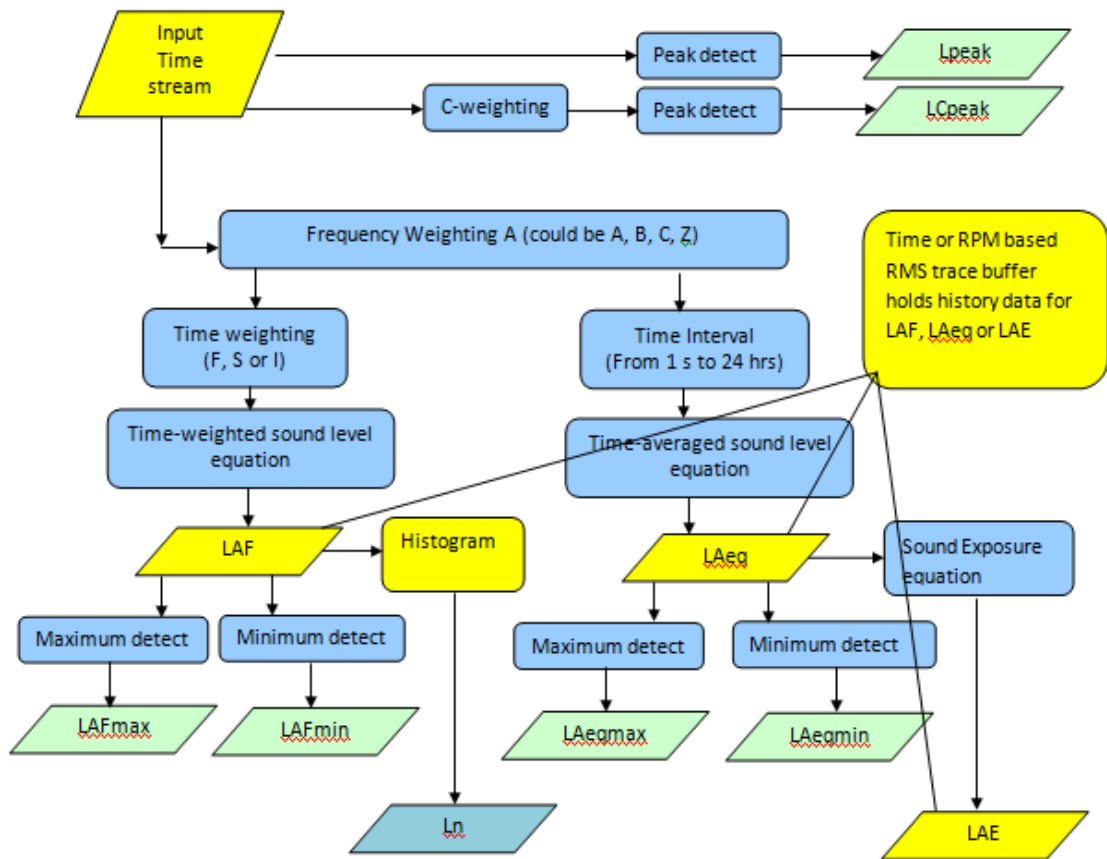 Input
Time
stream
Peak detect
Lpeak
C-weighting
Peak detect
LCpeak
Frequency Weighting A (could be A, B, C, Z)
Time or RPM based
RMS trace buffer
holds history data for
LAF, LAeq or LAE
Time weighting
(F, S or I)
Time Interval
(From 1 s to 24 hrs)
Time-weighted sound level
equation
Time-averaged sound level
equation
LAF
Histogram
LAeq
Sound Exposure
equation
Maximum detect
Minimum detect
Maximum detect
Minimum detect
LAFmax
LAFmin
LAeqmax
LAeqmin
Ln
LAE